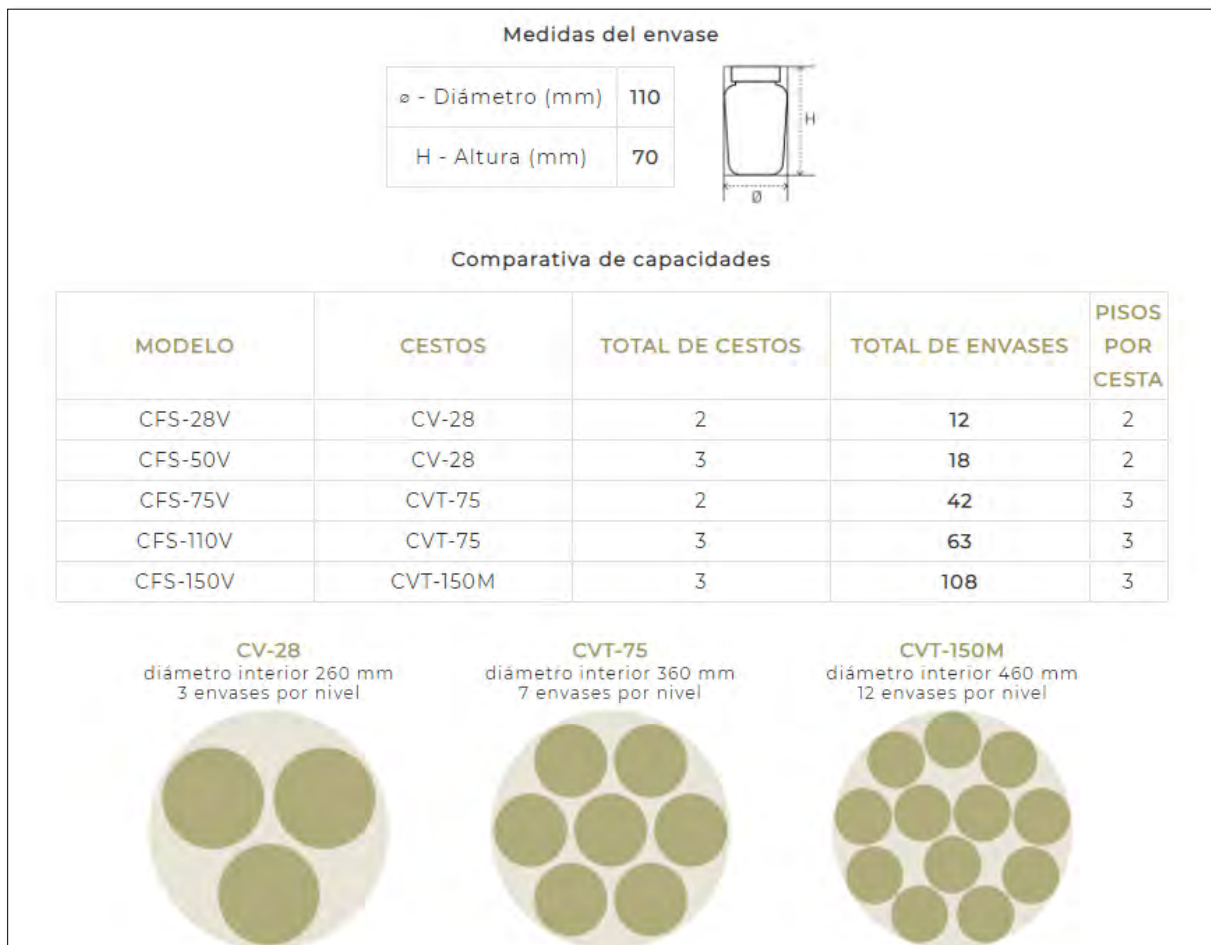 Medidas del envase
ø - Diámetro (mm) 110
H - Altura (mm) 70
H
Ø
Comparativa de capacidades
MODELO CESTOS TOTAL DE CESTOS TOTAL DE ENVASES PISOS POR CESTA
CFS-28V CV-28 2 12 2
CFS-50V CV-28 3 18 2
CFS-75V CVT-75 2 42 3
CFS-110V CVT-75 3 63 3
CFS-150V CVT-150M 3 108 3
CV-28
diámetro interior 260 mm
3 envases por nivel
CVT-75
diámetro interior 360 mm
7 envases por nivel
CVT-150M
diámetro interior 460 mm
12 envases por nivel